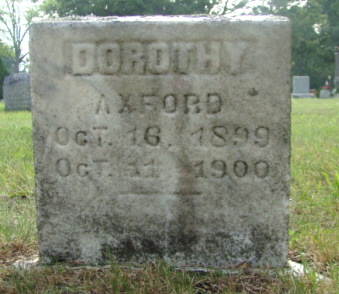 DOROTHY
AXFORD
OCT. 16. 1899
OCT. 11. 1900